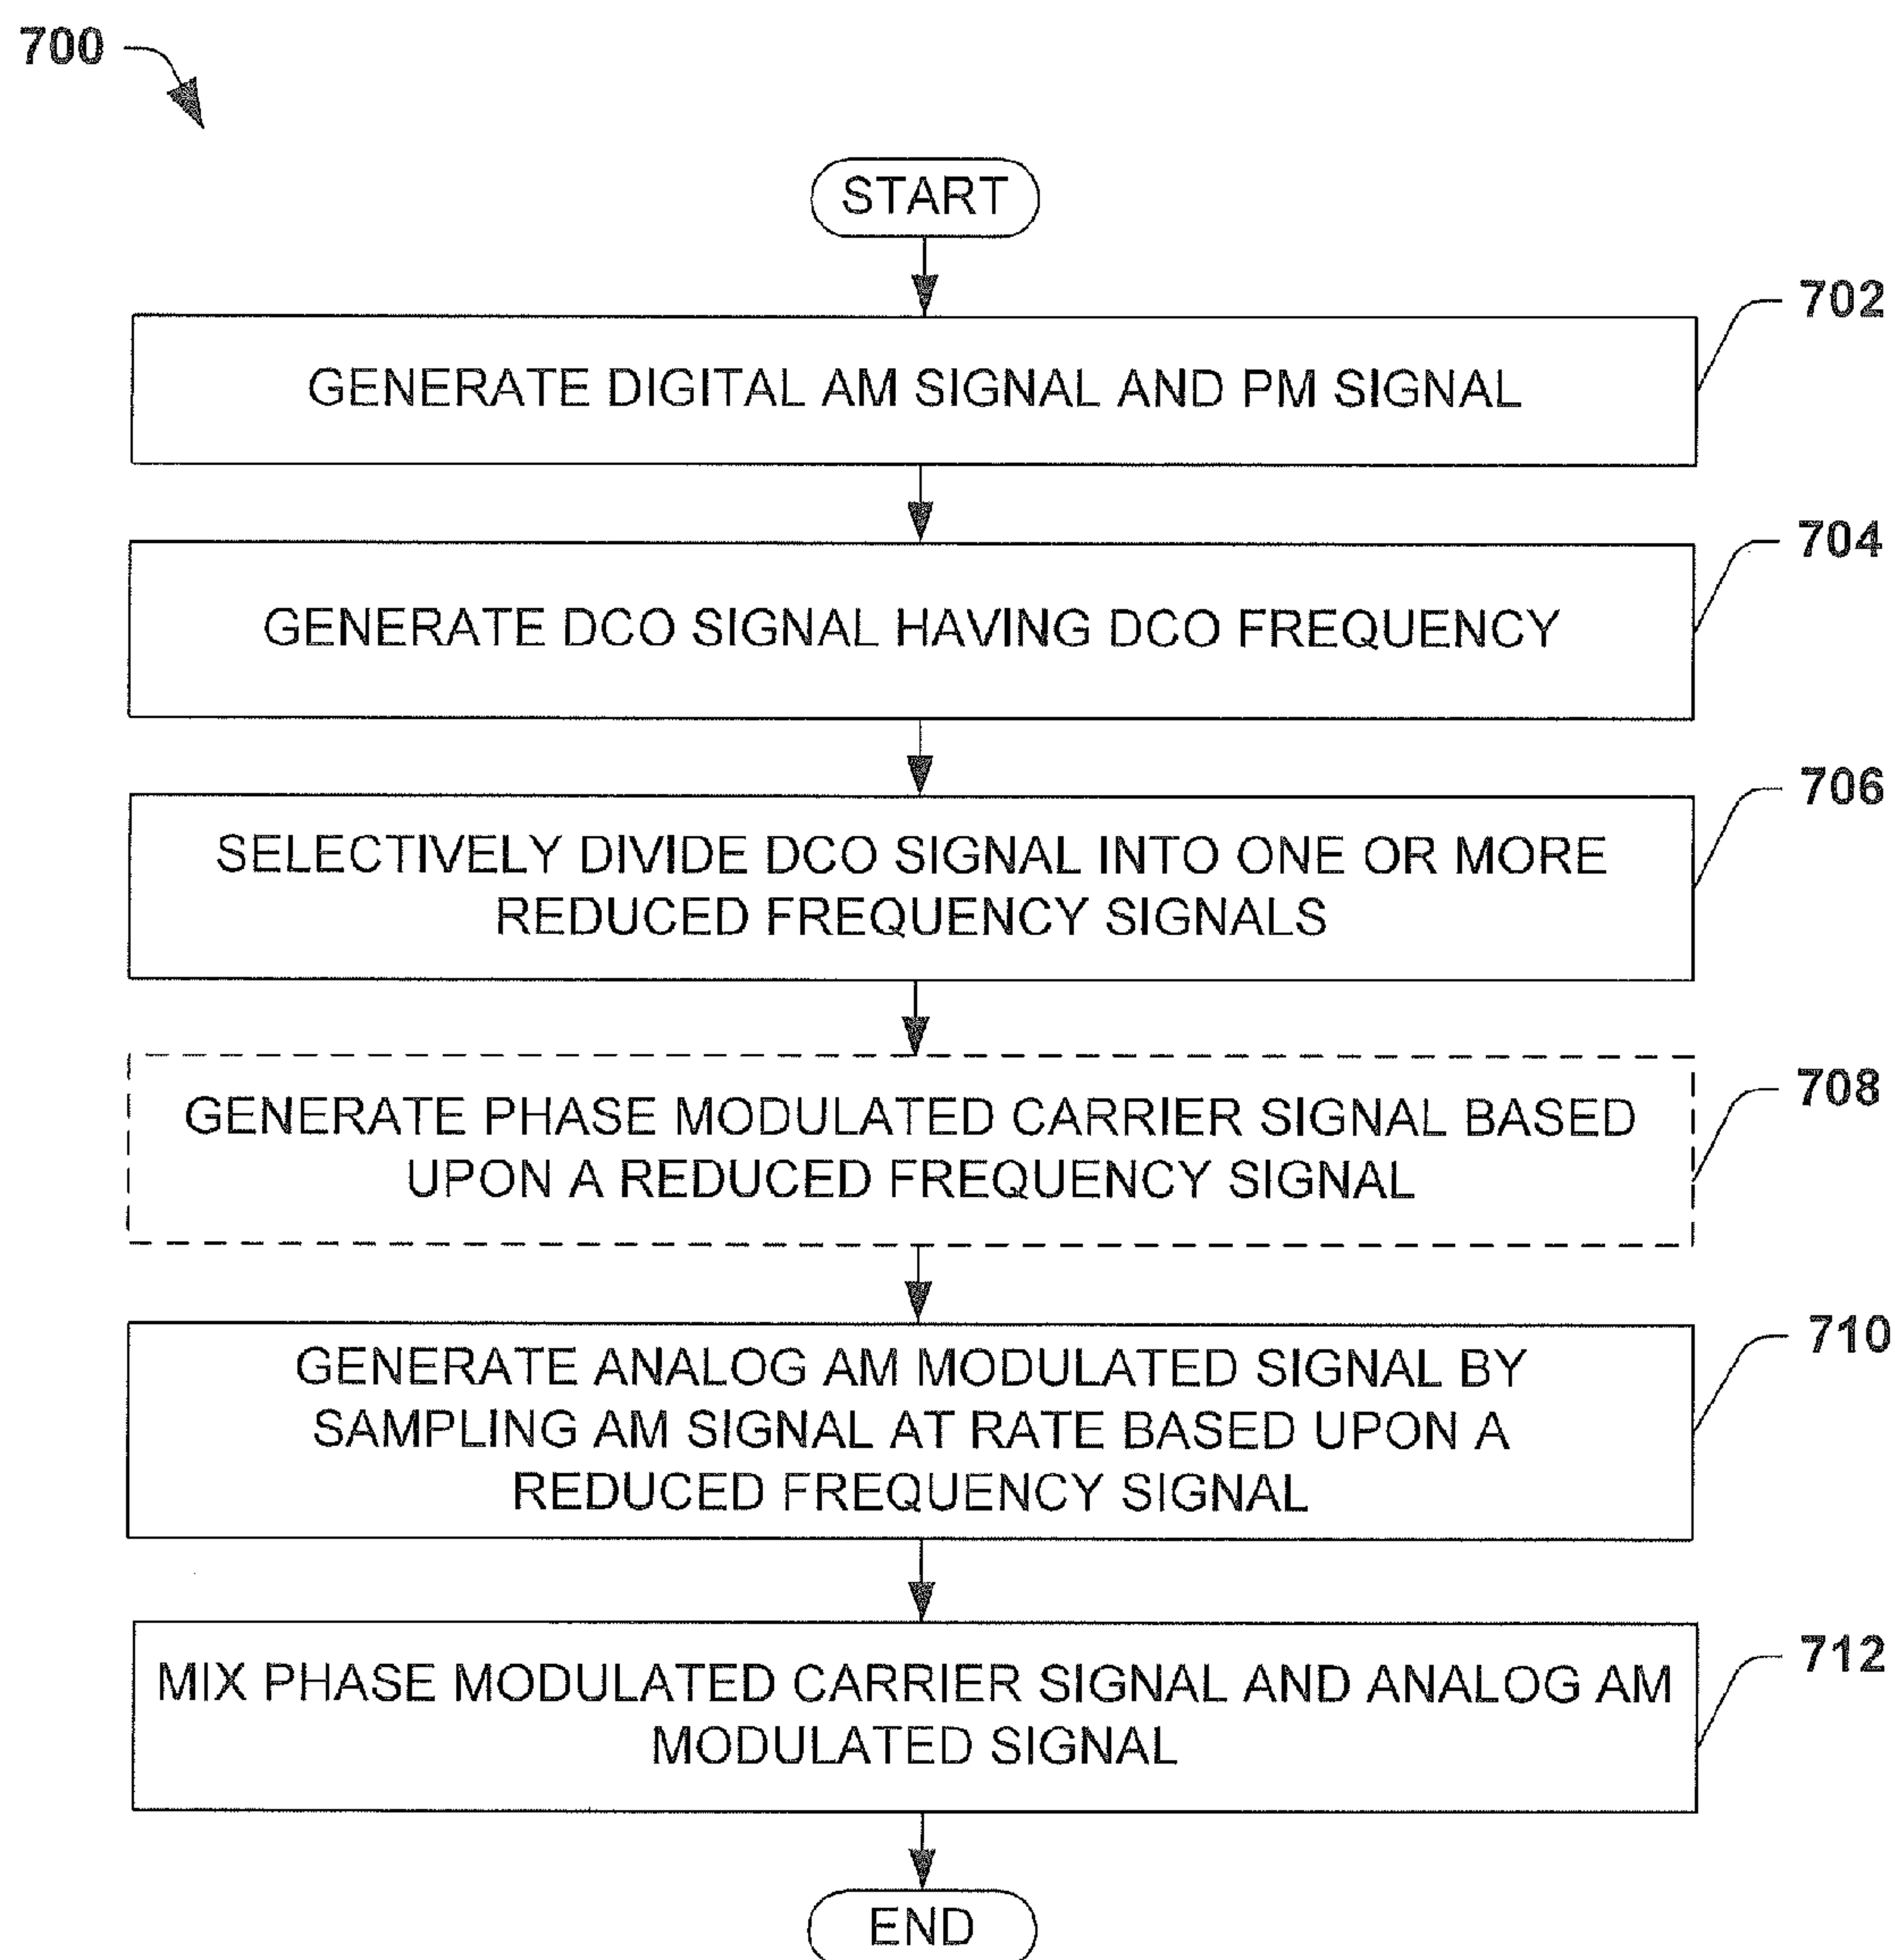 700
START
702
GENERATE DIGITAL AM SIGNAL AND PM SIGNAL
704
GENERATE DCO SIGNAL HAVING DCO FREQUENCY
706
SELECTIVELY DIVIDE DCO SIGNAL INTO ONE OR MORE
REDUCED FREQUENCY SIGNALS
708
GENERATE PHASE MODULATED CARRIER SIGNAL BASED
UPON A REDUCED FREQUENCY SIGNAL
710
GENERATE ANALOG AM MODULATED SIGNAL BY
SAMPLING AM SIGNAL AT RATE BASED UPON A
REDUCED FREQUENCY SIGNAL
712
MIX PHASE MODULATED CARRIER SIGNAL AND ANALOG AM
MODULATED SIGNAL
END